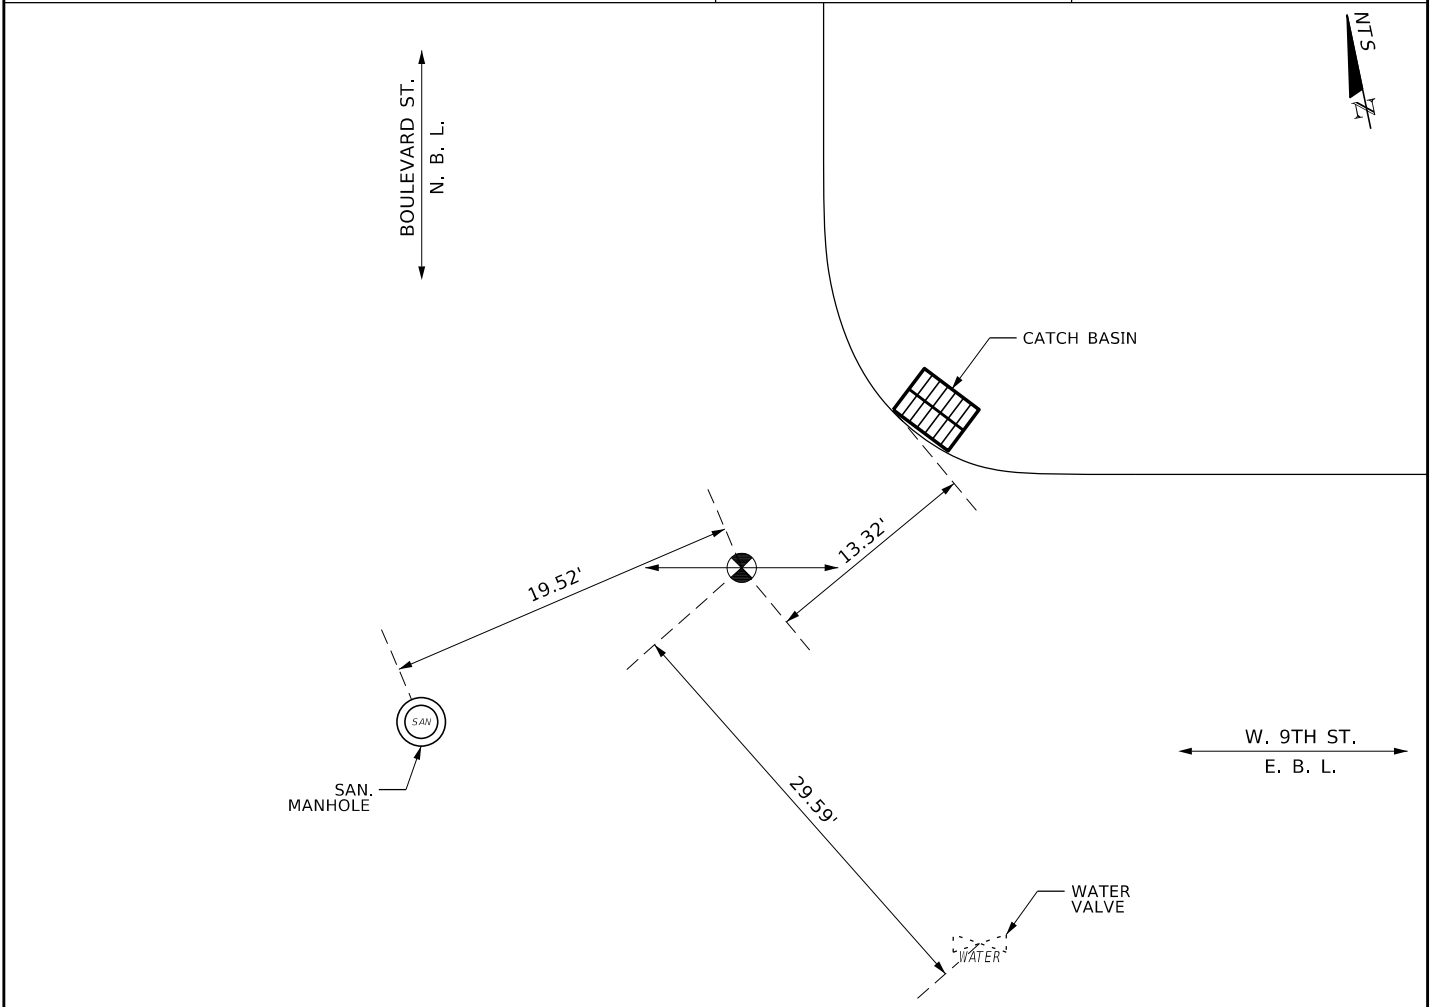 NTS
N
BOULEVARD ST.
N. B. L.
CATCH BASIN
13.32'
19.52'
SAN
SAN.
MANHOLE
29.59'
W. 9TH ST.
E. B. L.
WATER
VALVE
WATER